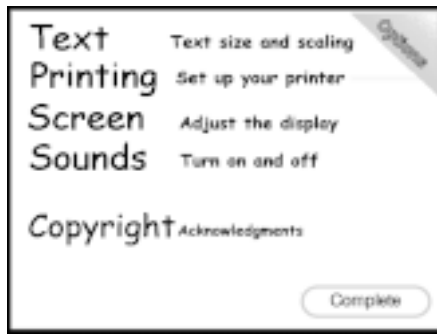 Options
Text Text size and scaling
Printing Set up your printer
Screen Adjust the display
Sounds Turn on and off
Copyright Acknowledgments
Complete